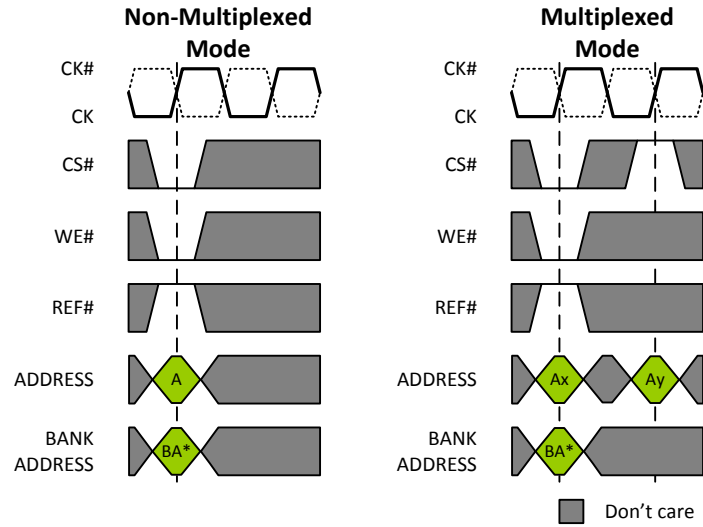 Non-Multiplexed
Mode
CK#
CK
CS#
WE#
REF#
ADDRESS
A
BANK
ADDRESS
BA*
Multiplexed
Mode
CK#
CK
CS#
WE#
REF#
ADDRESS
Ax
Ay
BANK
ADDRESS
BA*
Don't care